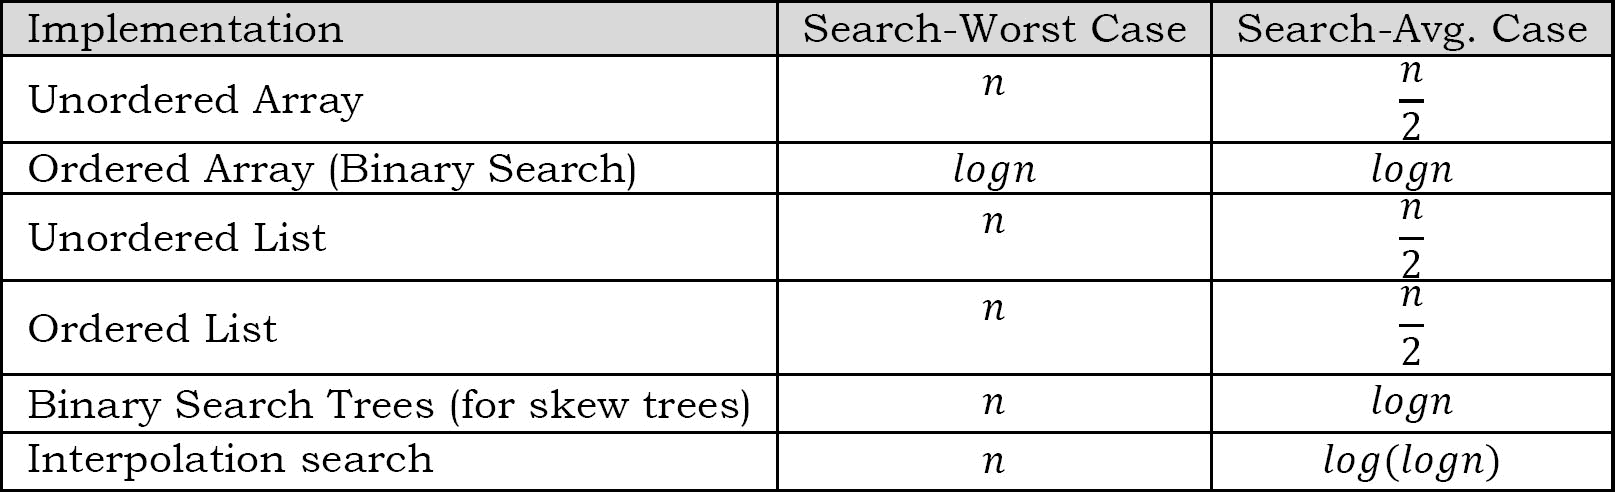 Implementation Search-Worst Case Search-Avg. Case
Unordered Array n n/2
Ordered Array (Binary Search) logn logn
Unordered List n n/2
Ordered List n n/2
Binary Search Trees (for skew trees) n logn
Interpolation search n log(logn)